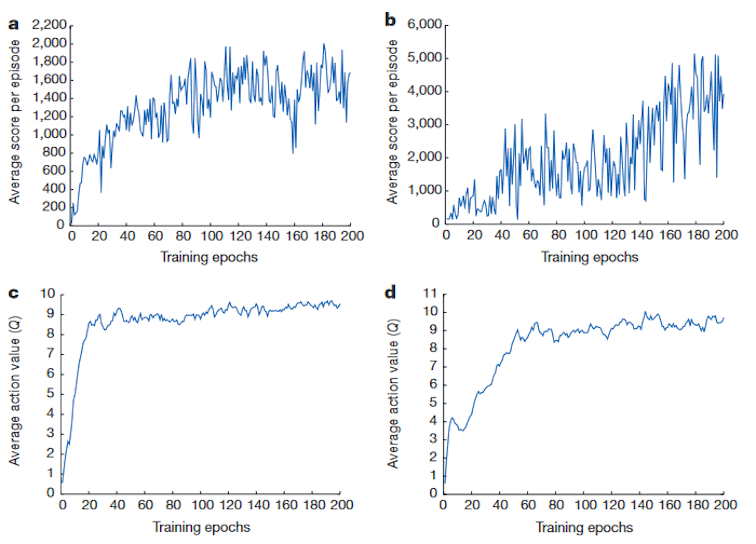 a
Average score per episode
2,200
2,000
1,800
1,600
1,400
1,200
1,000
800
600
400
200
0
0 20 40 60 80 100 120 140 160 180 200
Training epochs
b
Average score per episode
6,000
5,000
4,000
3,000
2,000
1,000
0
0 20 40 60 80 100 120 140 160 180 200
Training epochs
c
Average action value (Q)
10
9
8
7
6
5
4
3
2
1
0
0 20 40 60 80 100 120 140 160 180 200
Training epochs
d
Average action value (Q)
11
10
9
8
7
6
5
4
3
2
1
0
0 20 40 60 80 100 120 140 160 180 200
Training epochs